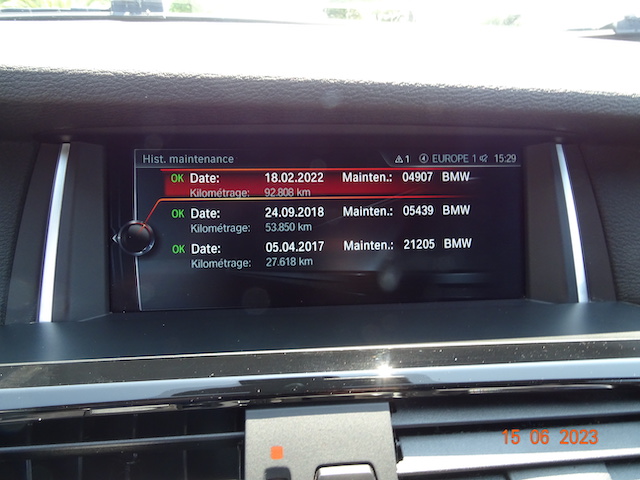 Hist. maintenance 1 4 EUROPE 1 15:29
OK Date: 18.02.2022 Mainten.: 04907 BMW
Kilométrage: 92.808 km
OK Date: 24.09.2018 Mainten.: 05439 BMW
Kilométrage: 53.850 km
OK Date: 05.04.2017 Mainten.: 21205 BMW
Kilométrage: 27.618 km
15 06 2023